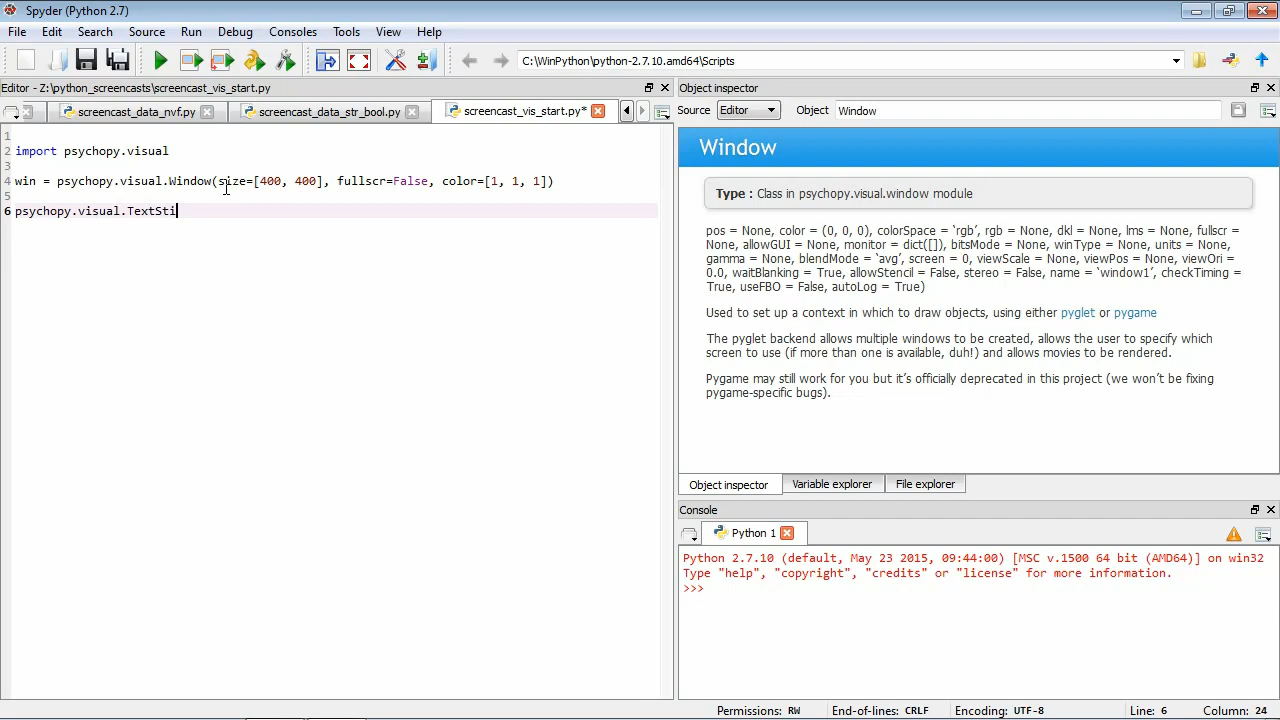 Spyder (Python 2.7)
File Edit Search Source Run Debug Consoles Tools View Help
C:\WinPython\python-2.7.10.amd64\Scripts
Editor - Z:\python_screencasts\screencast_vis_start.py
screencast_data_nvf.py screencast_data_str_bool.py screencast_vis_start.py*
1
2 import psychopy.visual
3
4 win = psychopy.visual.Window(size=[400, 400], fullscr=False, color=[1, 1, 1])
5
6 psychopy.visual.TextSti
Object inspector
Source Editor Object Window
Window
Type : Class in psychopy.visual.window module
pos = None, color = (0, 0, 0), colorSpace = ‘rgb’, rgb = None, dkl = None, lms = None, fullscr =
None, allowGUI = None, monitor = dict([]), bitsMode = None, winType = None, units = None,
gamma = None, blendMode = ‘avg’, screen = 0, viewScale = None, viewPos = None, viewOri =
0.0, waitBlanking = True, allowStencil = False, stereo = False, name = ‘window1’, checkTiming =
True, useFBO = False, autoLog = True)
Used to set up a context in which to draw objects, using either pyglet or pygame
The pyglet backend allows multiple windows to be created, allows the user to specify which
screen to use (if more than one is available, duh!) and allows movies to be rendered.
Pygame may still work for you but it’s officially deprecated in this project (we won’t be fixing
pygame-specific bugs).
Object inspector Variable explorer File explorer
Console
Python 1
Python 2.7.10 (default, May 23 2015, 09:44:00) [MSC v.1500 64 bit (AMD64)] on win32
Type "help", "copyright", "credits" or "license" for more information.
>>>
Permissions: RW End-of-lines: CRLF Encoding: UTF-8 Line: 6 Column: 24